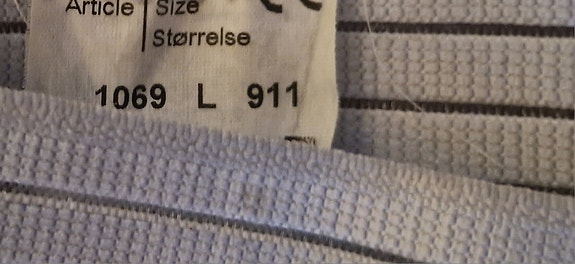 Article Size
Størrelse
1069 L 911